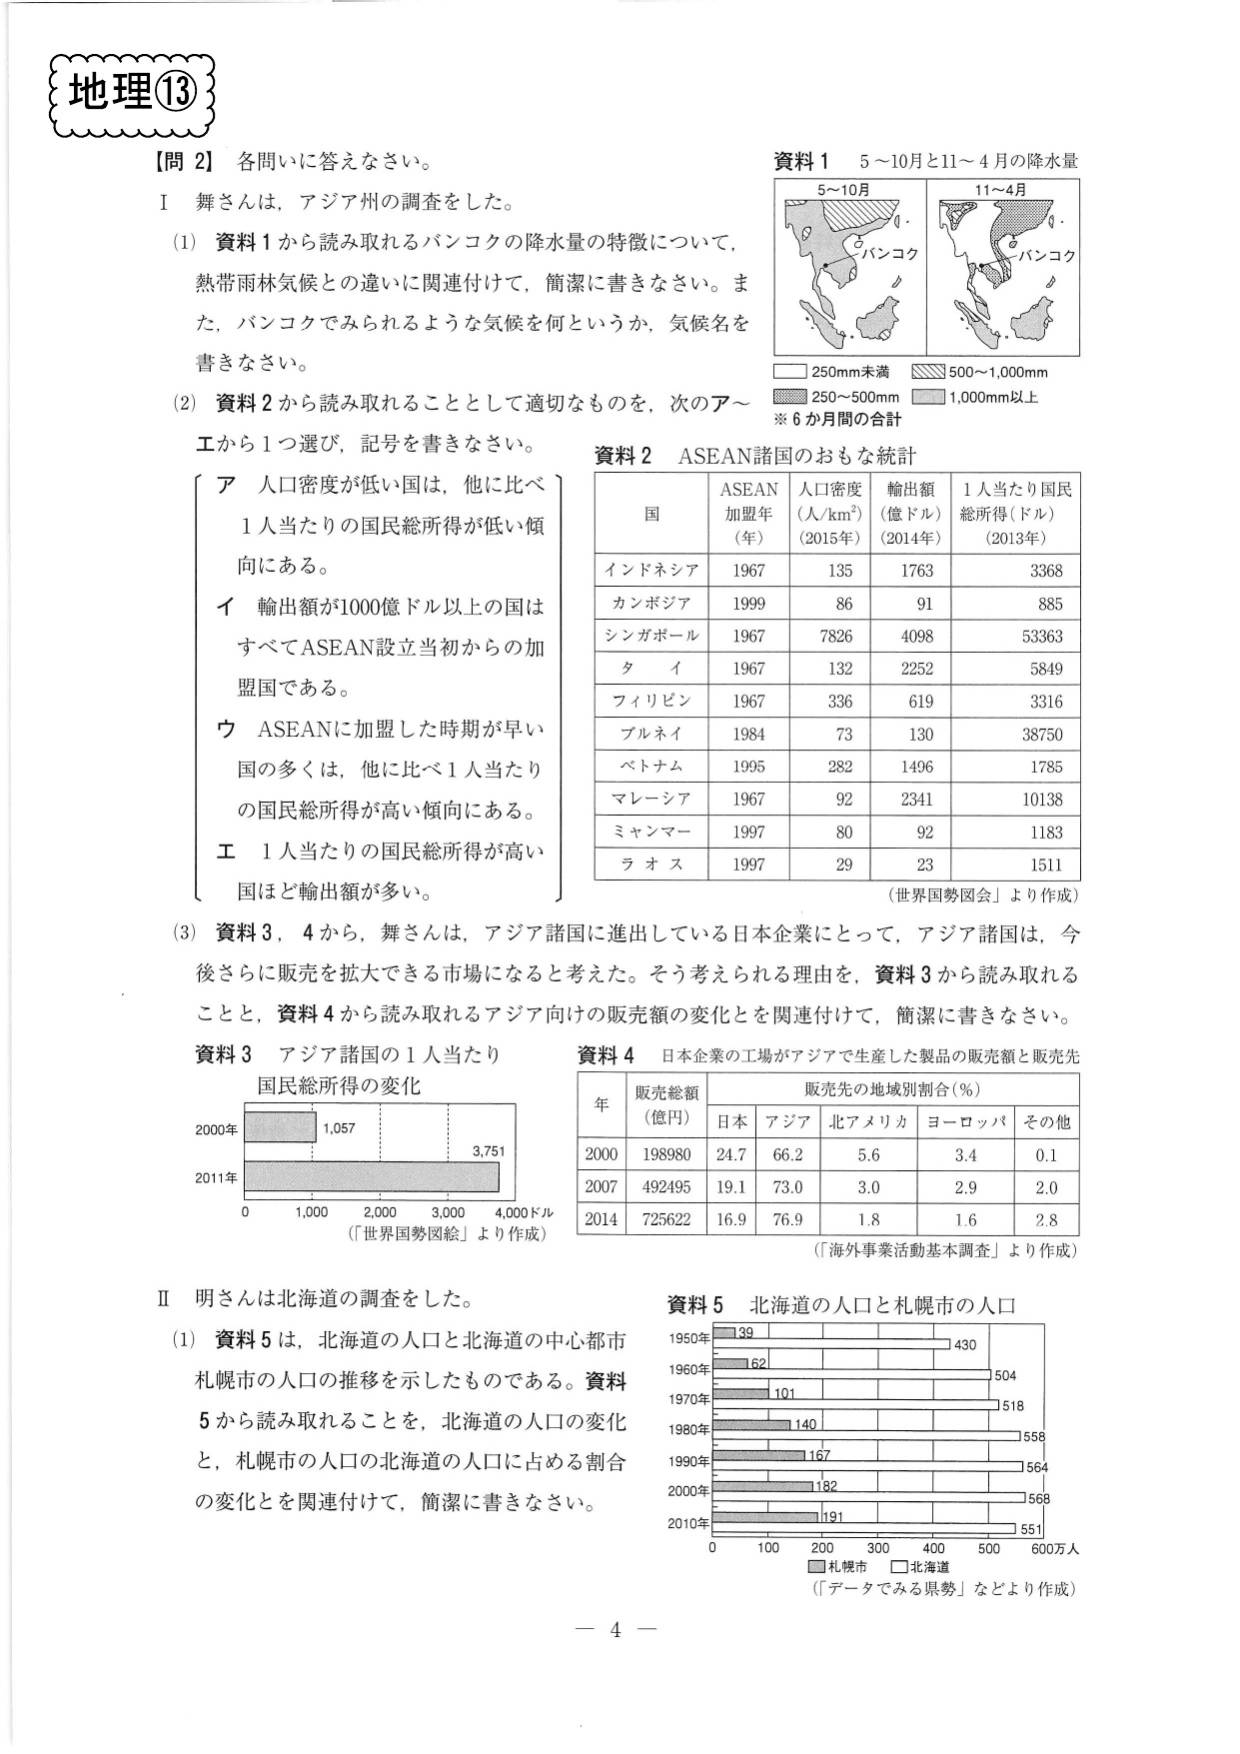 地理⑬
【問 2】 各問いに答えなさい。
Ⅰ 舞さんは，アジア州の調査をした。
(1) 資料1から読み取れるバンコクの降水量の特徴について，
熱帯雨林気候との違いに関連付けて，簡潔に書きなさい。ま
た，バンコクでみられるような気候を何というか，気候名を
書きなさい。
(2) 資料2から読み取れることとして適切なものを，次のア～
エから1つ選び，記号を書きなさい。
ア 人口密度が低い国は，他に比べ
1人当たりの国民総所得が低い傾
向にある。
イ 輸出額が1000億ドル以上の国は
すべてASEAN設立当初からの加
盟国である。
ウ ASEANに加盟した時期が早い
国の多くは，他に比べ1人当たり
の国民総所得が高い傾向にある。
エ 1人当たりの国民総所得が高い
国ほど輸出額が多い。
資料1 5～10月と11～4月の降水量
5～10月 11～4月
バンコク バンコク
250mm未満 500～1,000mm
250～500mm 1,000mm以上
※6か月間の合計
資料2 ASEAN諸国のおもな統計
国 ASEAN加盟年（年） 人口密度（人/km²）（2015年） 輸出額（億ドル）（2014年） 1人当たり国民総所得（ドル）（2013年）
インドネシア 1967 135 1763 3368
カンボジア 1999 86 91 885
シンガポール 1967 7826 4098 53363
タイ 1967 132 2252 5849
フィリピン 1967 336 619 3316
ブルネイ 1984 73 130 38750
ベトナム 1995 282 1496 1785
マレーシア 1967 92 2341 10138
ミャンマー 1997 80 92 1183
ラオス 1997 29 23 1511
（世界国勢図会」より作成）
(3) 資料3，4から，舞さんは，アジア諸国に進出している日本企業にとって，アジア諸国は，今
後さらに販売を拡大できる市場になると考えた。そう考えられる理由を，資料3から読み取れる
ことと，資料4から読み取れるアジア向けの販売額の変化とを関連付けて，簡潔に書きなさい。
資料3 アジア諸国の1人当たり
国民総所得の変化
2000年 1,057
2011年 3,751
0 1,000 2,000 3,000 4,000ドル
（「世界国勢図絵」より作成）
資料4 日本企業の工場がアジアで生産した製品の販売額と販売先
年 販売総額（億円） 販売先の地域別割合（％）
日本 アジア 北アメリカ ヨーロッパ その他
2000 198980 24.7 66.2 5.6 3.4 0.1
2007 492495 19.1 73.0 3.0 2.9 2.0
2014 725622 16.9 76.9 1.8 1.6 2.8
（「海外事業活動基本調査」より作成）
Ⅱ 明さんは北海道の調査をした。
(1) 資料5は，北海道の人口と北海道の中心都市
札幌市の人口の推移を示したものである。資料
5から読み取れることを，北海道の人口の変化
と，札幌市の人口の北海道の人口に占める割合
の変化とを関連付けて，簡潔に書きなさい。
資料5 北海道の人口と札幌市の人口
1950年 39 430
1960年 62 504
1970年 101 518
1980年 140 558
1990年 167 564
2000年 182 568
2010年 191 551
0 100 200 300 400 500 600万人
札幌市 北海道
（「データでみる県勢」などより作成）
― 4 ―